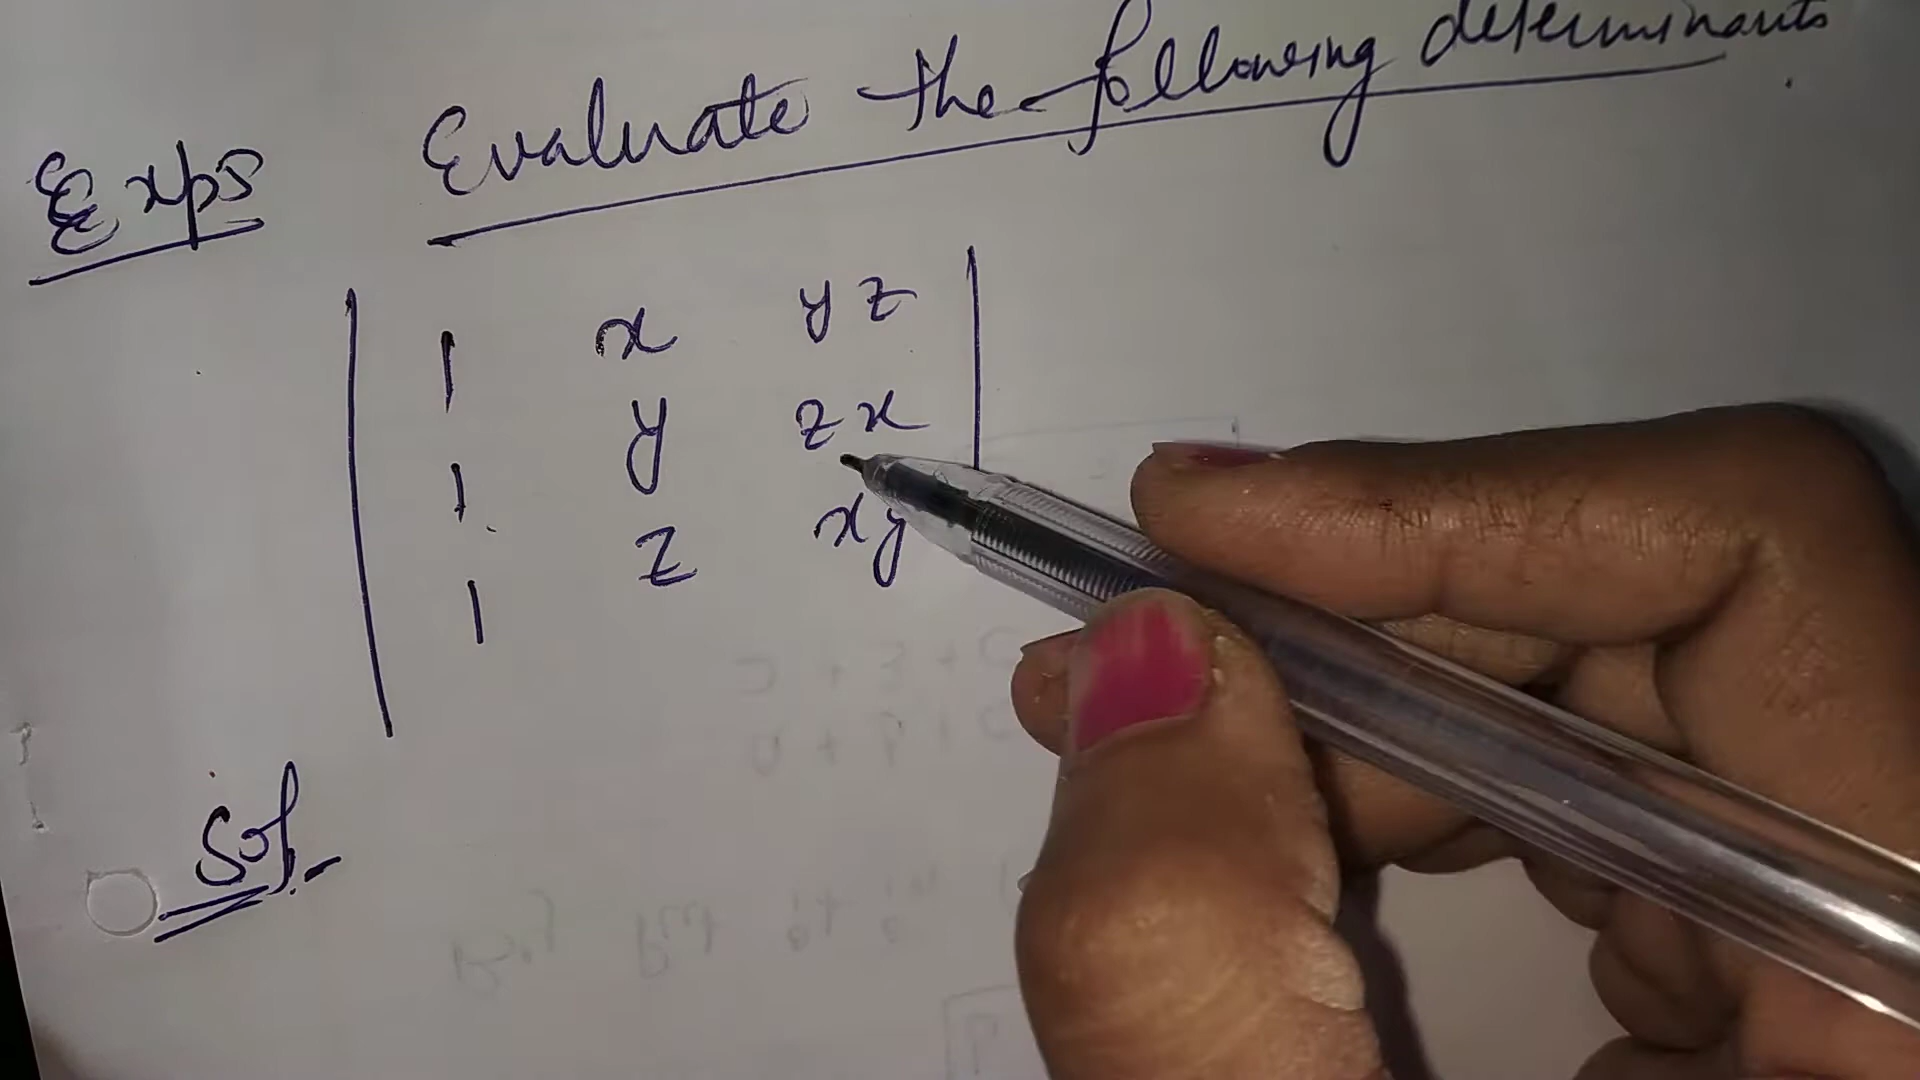 Exps Evaluate the following determinants.
1 x yz
1 y zx
1 z xy
Sol.-